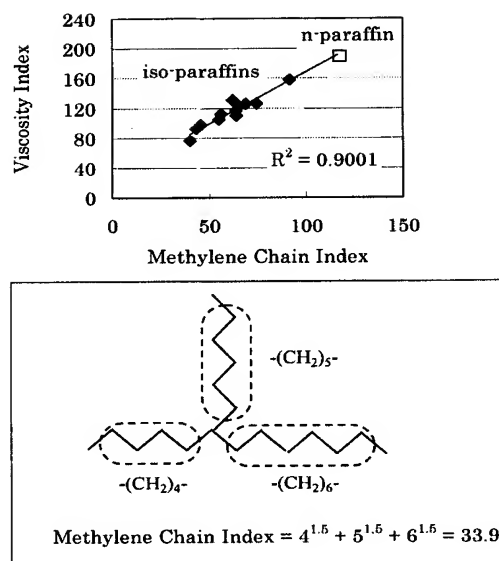 240
200
160
120
80
40
0
Viscosity Index
n-paraffin
iso-paraffins
R² = 0.9001
0 50 100 150
Methylene Chain Index
-(CH₂)₅-
-(CH₂)₄-
-(CH₂)₆-
Methylene Chain Index = 4^1.5 + 5^1.5 + 6^1.5 = 33.9